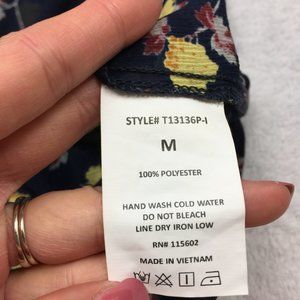 STYLE# T13136P-I
M
100% POLYESTER
HAND WASH COLD WATER
DO NOT BLEACH
LINE DRY IRON LOW
RN# 115602
MADE IN VIETNAM